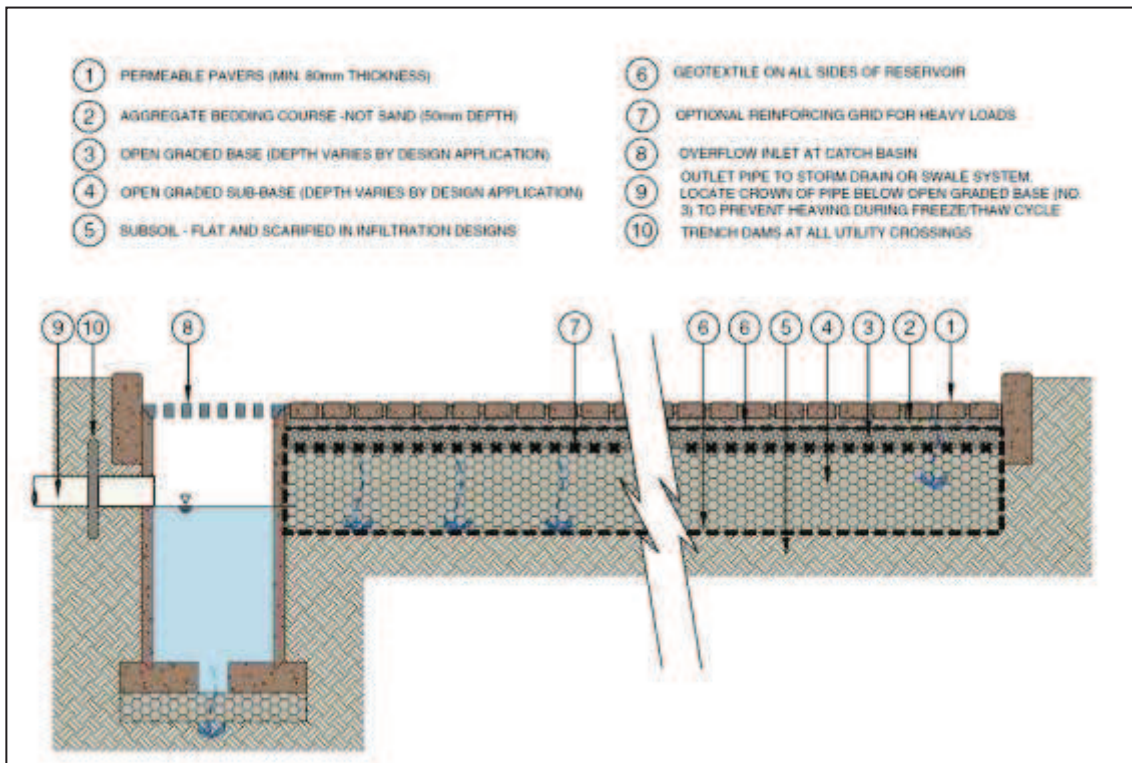 1 PERMEABLE PAVERS (MIN. 80mm THICKNESS)
2 AGGREGATE BEDDING COURSE -NOT SAND (50mm DEPTH)
3 OPEN GRADED BASE (DEPTH VARIES BY DESIGN APPLICATION)
4 OPEN GRADED SUB-BASE (DEPTH VARIES BY DESIGN APPLICATION)
5 SUBSOIL - FLAT AND SCARIFIED IN INFILTRATION DESIGNS
6 GEOTEXTILE ON ALL SIDES OF RESERVOIR
7 OPTIONAL REINFORCING GRID FOR HEAVY LOADS
8 OVERFLOW INLET AT CATCH BASIN
9 OUTLET PIPE TO STORM DRAIN OR SWALE SYSTEM.
LOCATE CROWN OF PIPE BELOW OPEN GRADED BASE (NO.
3) TO PREVENT HEAVING DURING FREEZE/THAW CYCLE
10 TRENCH DAMS AT ALL UTILITY CROSSINGS
9 10 8 7 6 6 5 4 3 2 1